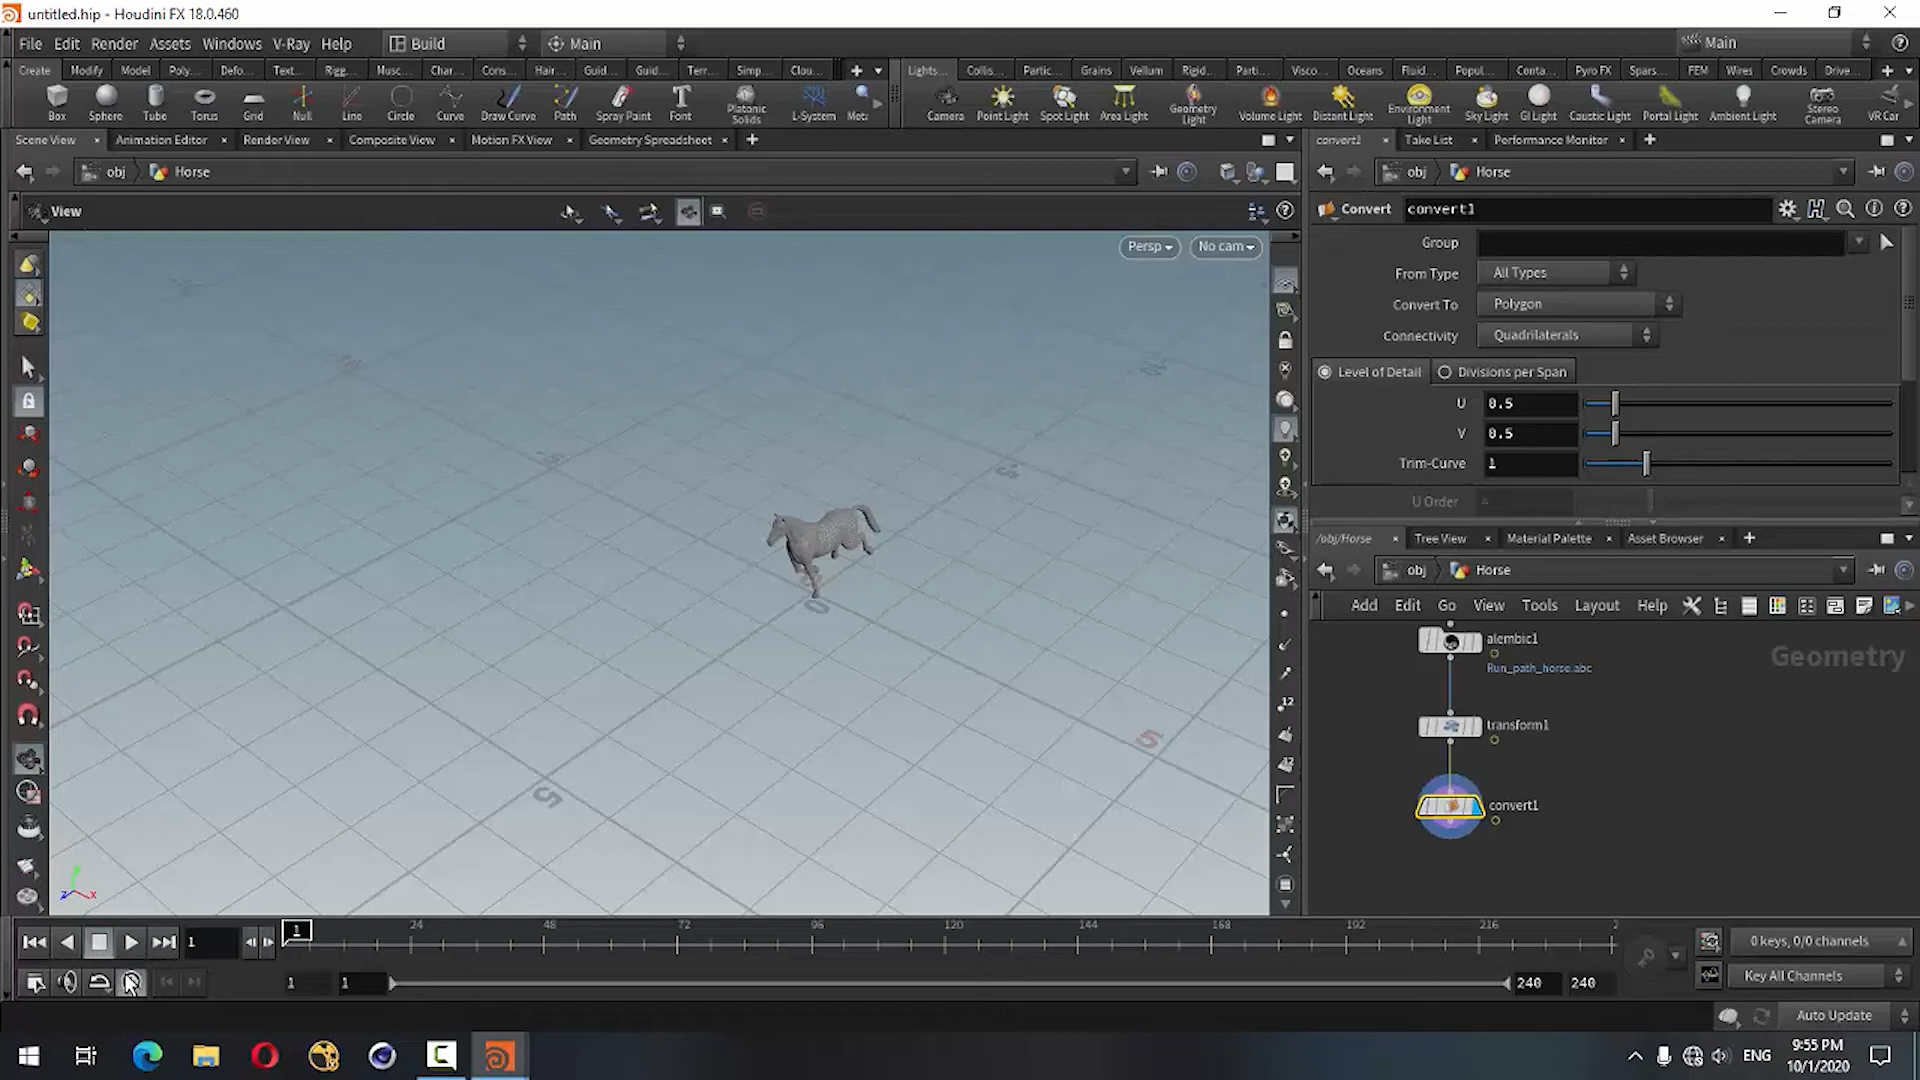 untitled.hip - Houdini FX 18.0.460
File Edit Render Assets Windows V-Ray Help Build Main Main
Create Modify Model Poly... Defo... Text... Rigg... Musc... Char... Cons... Hair... Guid... Guid... Terr... Simp... Clou... Lights... Collis... Partic... Grains Vellum Rigid... Parti... Visco... Oceans Fluid... Popul... Conta... Pyro FX Spars... FEM Wires Crowds Drive...
Box Sphere Tube Torus Grid Null Line Circle Curve Draw Curve Path Spray Paint Font Platonic Solids L-System Meta Camera Point Light Spot Light Area Light Geometry Light Volume Light Distant Light Environment Light Sky Light GI Light Caustic Light Portal Light Ambient Light Stereo Camera VR Car
Scene View Animation Editor Render View Composite View Motion FX View Geometry Spreadsheet convert1 Take List Performance Monitor
obj Horse obj Horse
View Convert convert1
Persp No cam
Group
From Type All Types
Convert To Polygon
Connectivity Quadrilaterals
Level of Detail Divisions per Span
U 0.5
V 0.5
Trim-Curve 1
U Order
/obj/Horse Tree View Material Palette Asset Browser
obj Horse
Add Edit Go View Tools Layout Help
alembic1
Run_path_horse.abc
Geometry
transform1
convert1
0
5
5
1 1 24 48 72 96 120 144 168 192 216 2
0 keys, 0/0 channels
1 1 240 240
Key All Channels
Auto Update
ENG
9:55 PM
10/1/2020